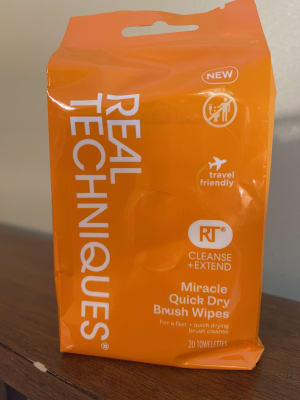 NEW
REAL
TECHNIQUES®
travel
friendly
RT®
CLEANSE
+EXTEND
Miracle
Quick Dry
Brush Wipes
For a fast + quick drying
brush cleanse
20 TOWELETTES